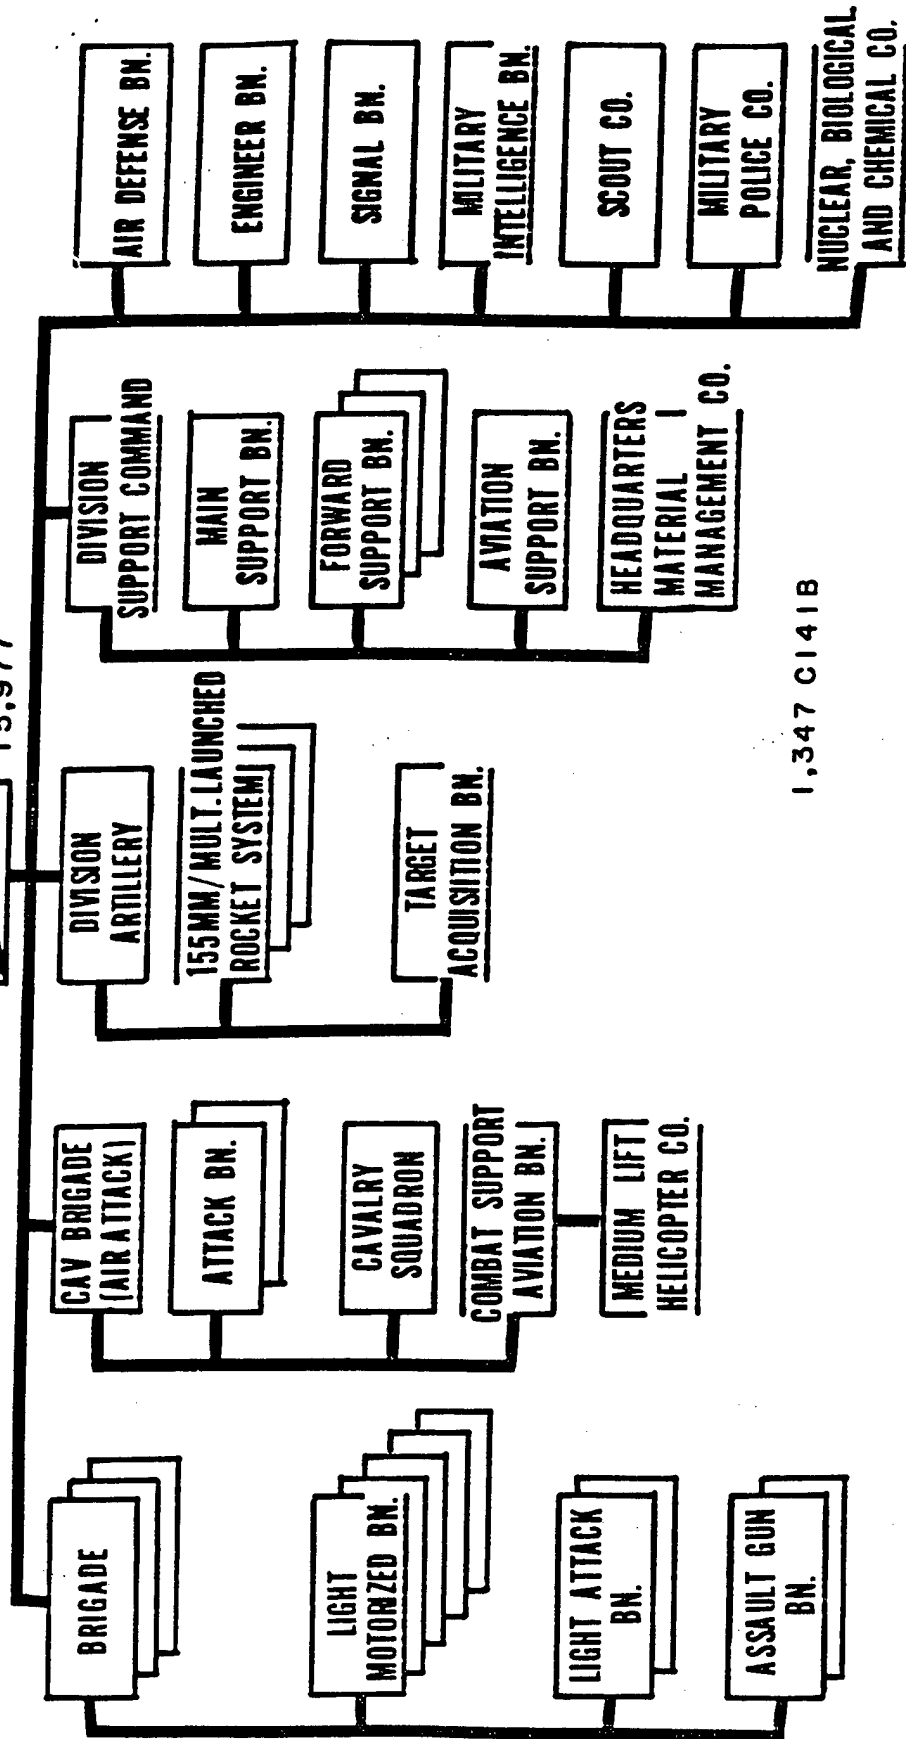 13,977
BRIGADE
LIGHT
MOTORIZED BN.
LIGHT ATTACK
BN.
ASSAULT GUN
BN.
CAV BRIGADE
(AIR ATTACK)
ATTACK BN.
CAVALRY
SQUADRON
COMBAT SUPPORT
AVIATION BN.
MEDIUM LIFT
HELICOPTER CO.
DIVISION
ARTILLERY
155MM/MULT. LAUNCHED
ROCKET SYSTEM
TARGET
ACQUISITION BN.
DIVISION
SUPPORT COMMAND
MAIN
SUPPORT BN.
FORWARD
SUPPORT BN.
AVIATION
SUPPORT BN.
HEADQUARTERS
MATERIAL
MANAGEMENT CO.
AIR DEFENSE BN.
ENGINEER BN.
SIGNAL BN.
MILITARY
INTELLIGENCE BN.
SCOUT CO.
MILITARY
POLICE CO.
NUCLEAR, BIOLOGICAL
AND CHEMICAL CO.
1,347 C141B